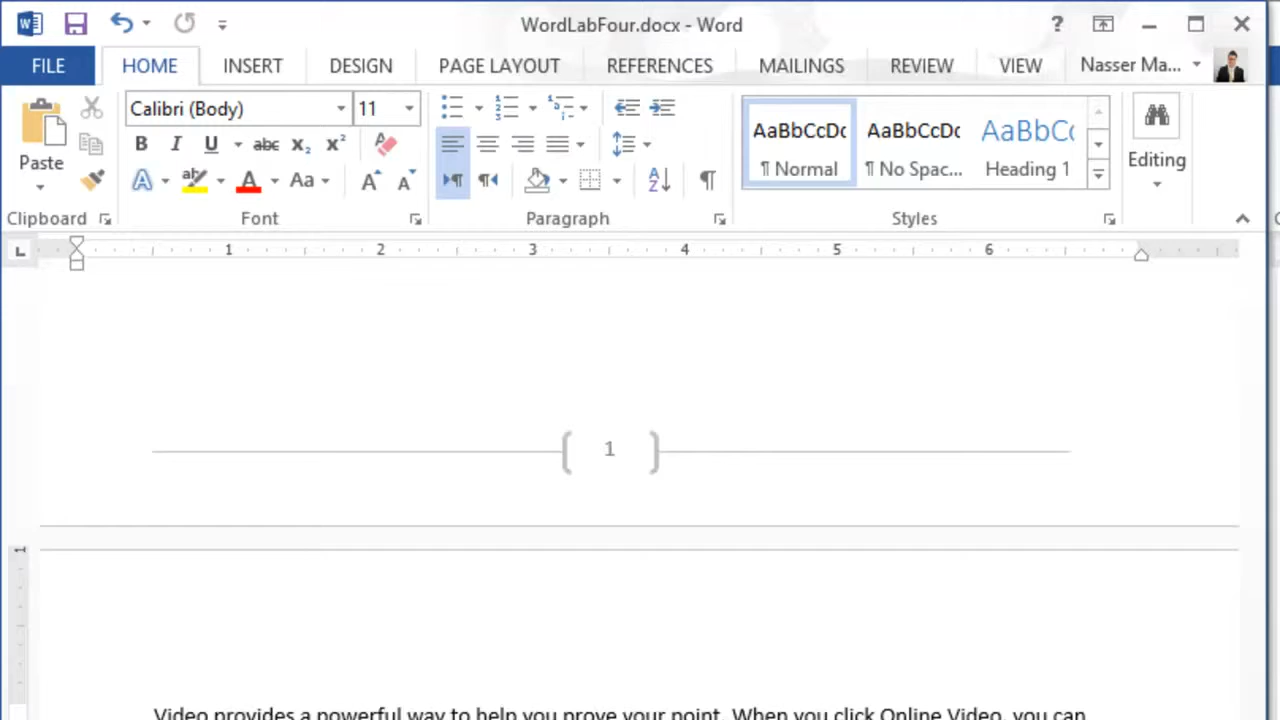 WordLabFour.docx - Word
FILE HOME INSERT DESIGN PAGE LAYOUT REFERENCES MAILINGS REVIEW VIEW Nasser Ma...
Calibri (Body) 11
AaBbCcDc AaBbCcDc AaBbCc
Paste
¶ Normal ¶ No Spac... Heading 1
Editing
Clipboard Font Paragraph Styles
1 2 3 4 5 6
1
1
Video provides a powerful way to help you prove your point. When you click Online Video, you can